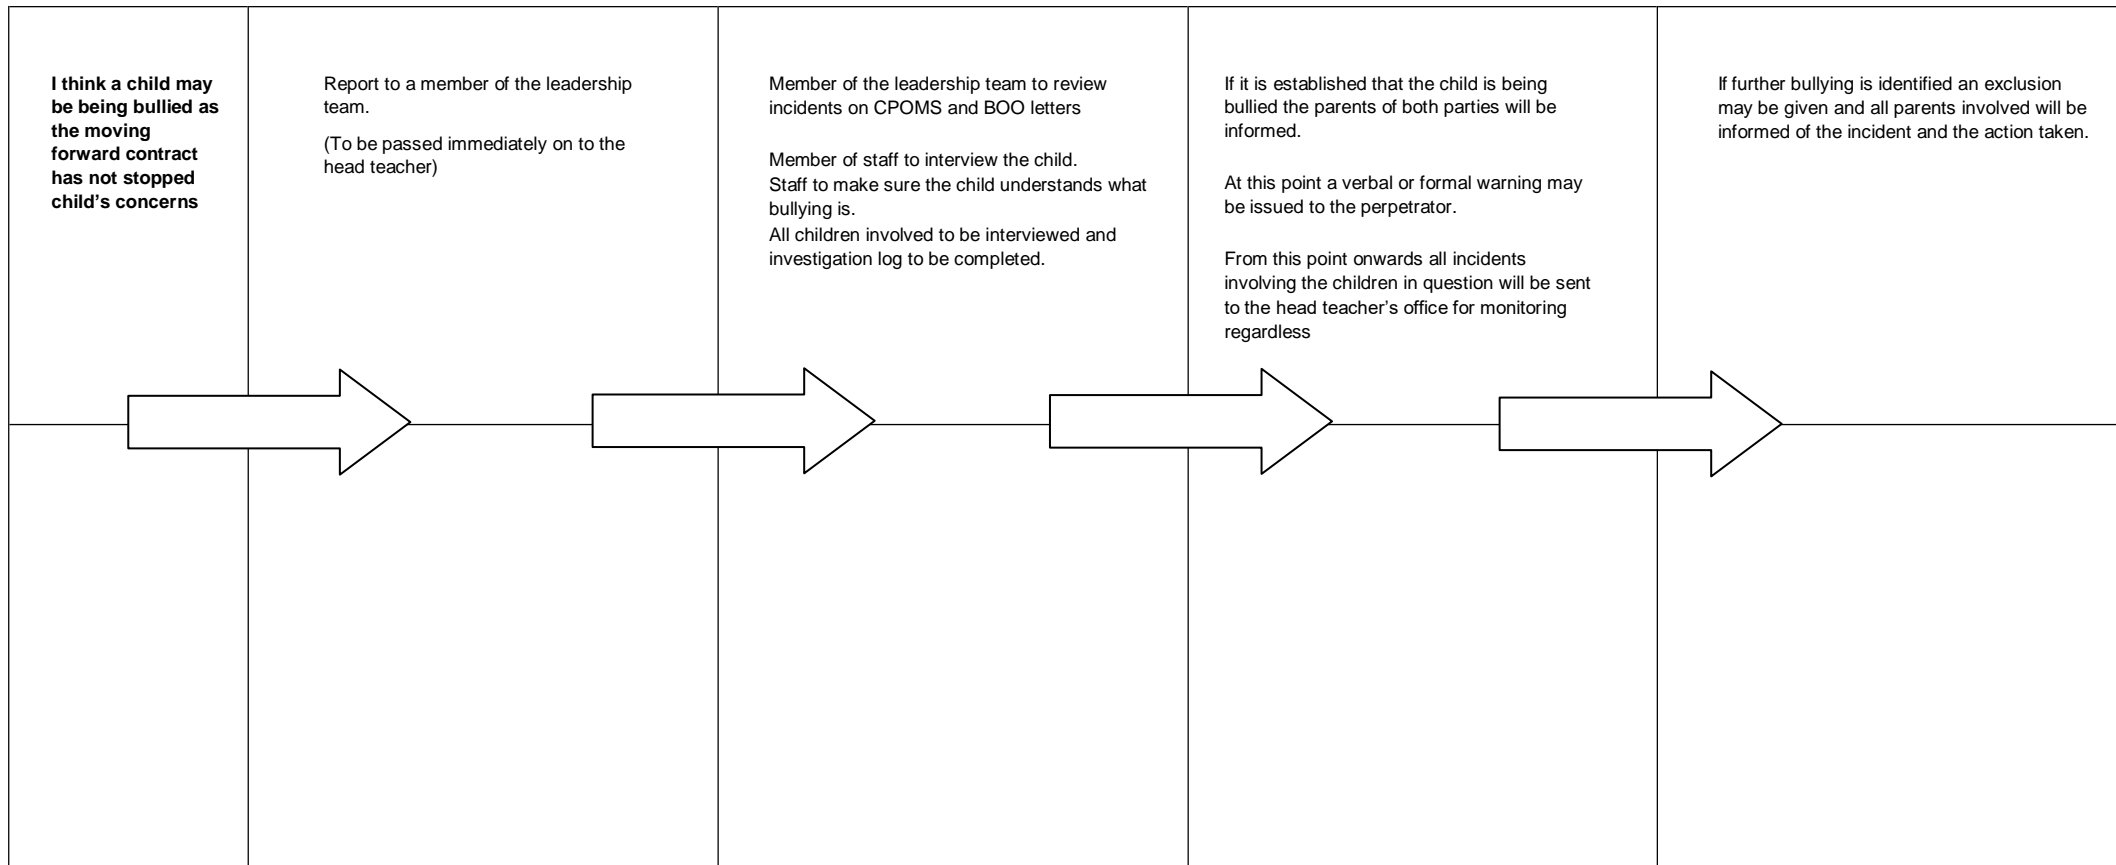 I think a child may
be being bullied as
the moving
forward contract
has not stopped
child's concerns
Report to a member of the leadership
team.
(To be passed immediately on to the
head teacher)
Member of the leadership team to review
incidents on CPOMS and BOO letters
Member of staff to interview the child.
Staff to make sure the child understands what
bullying is.
All children involved to be interviewed and
investigation log to be completed.
If it is established that the child is being
bullied the parents of both parties will be
informed.
At this point a verbal or formal warning may
be issued to the perpetrator.
From this point onwards all incidents
involving the children in question will be sent
to the head teacher's office for monitoring
regardless
If further bullying is identified an exclusion
may be given and all parents involved will be
informed of the incident and the action taken.